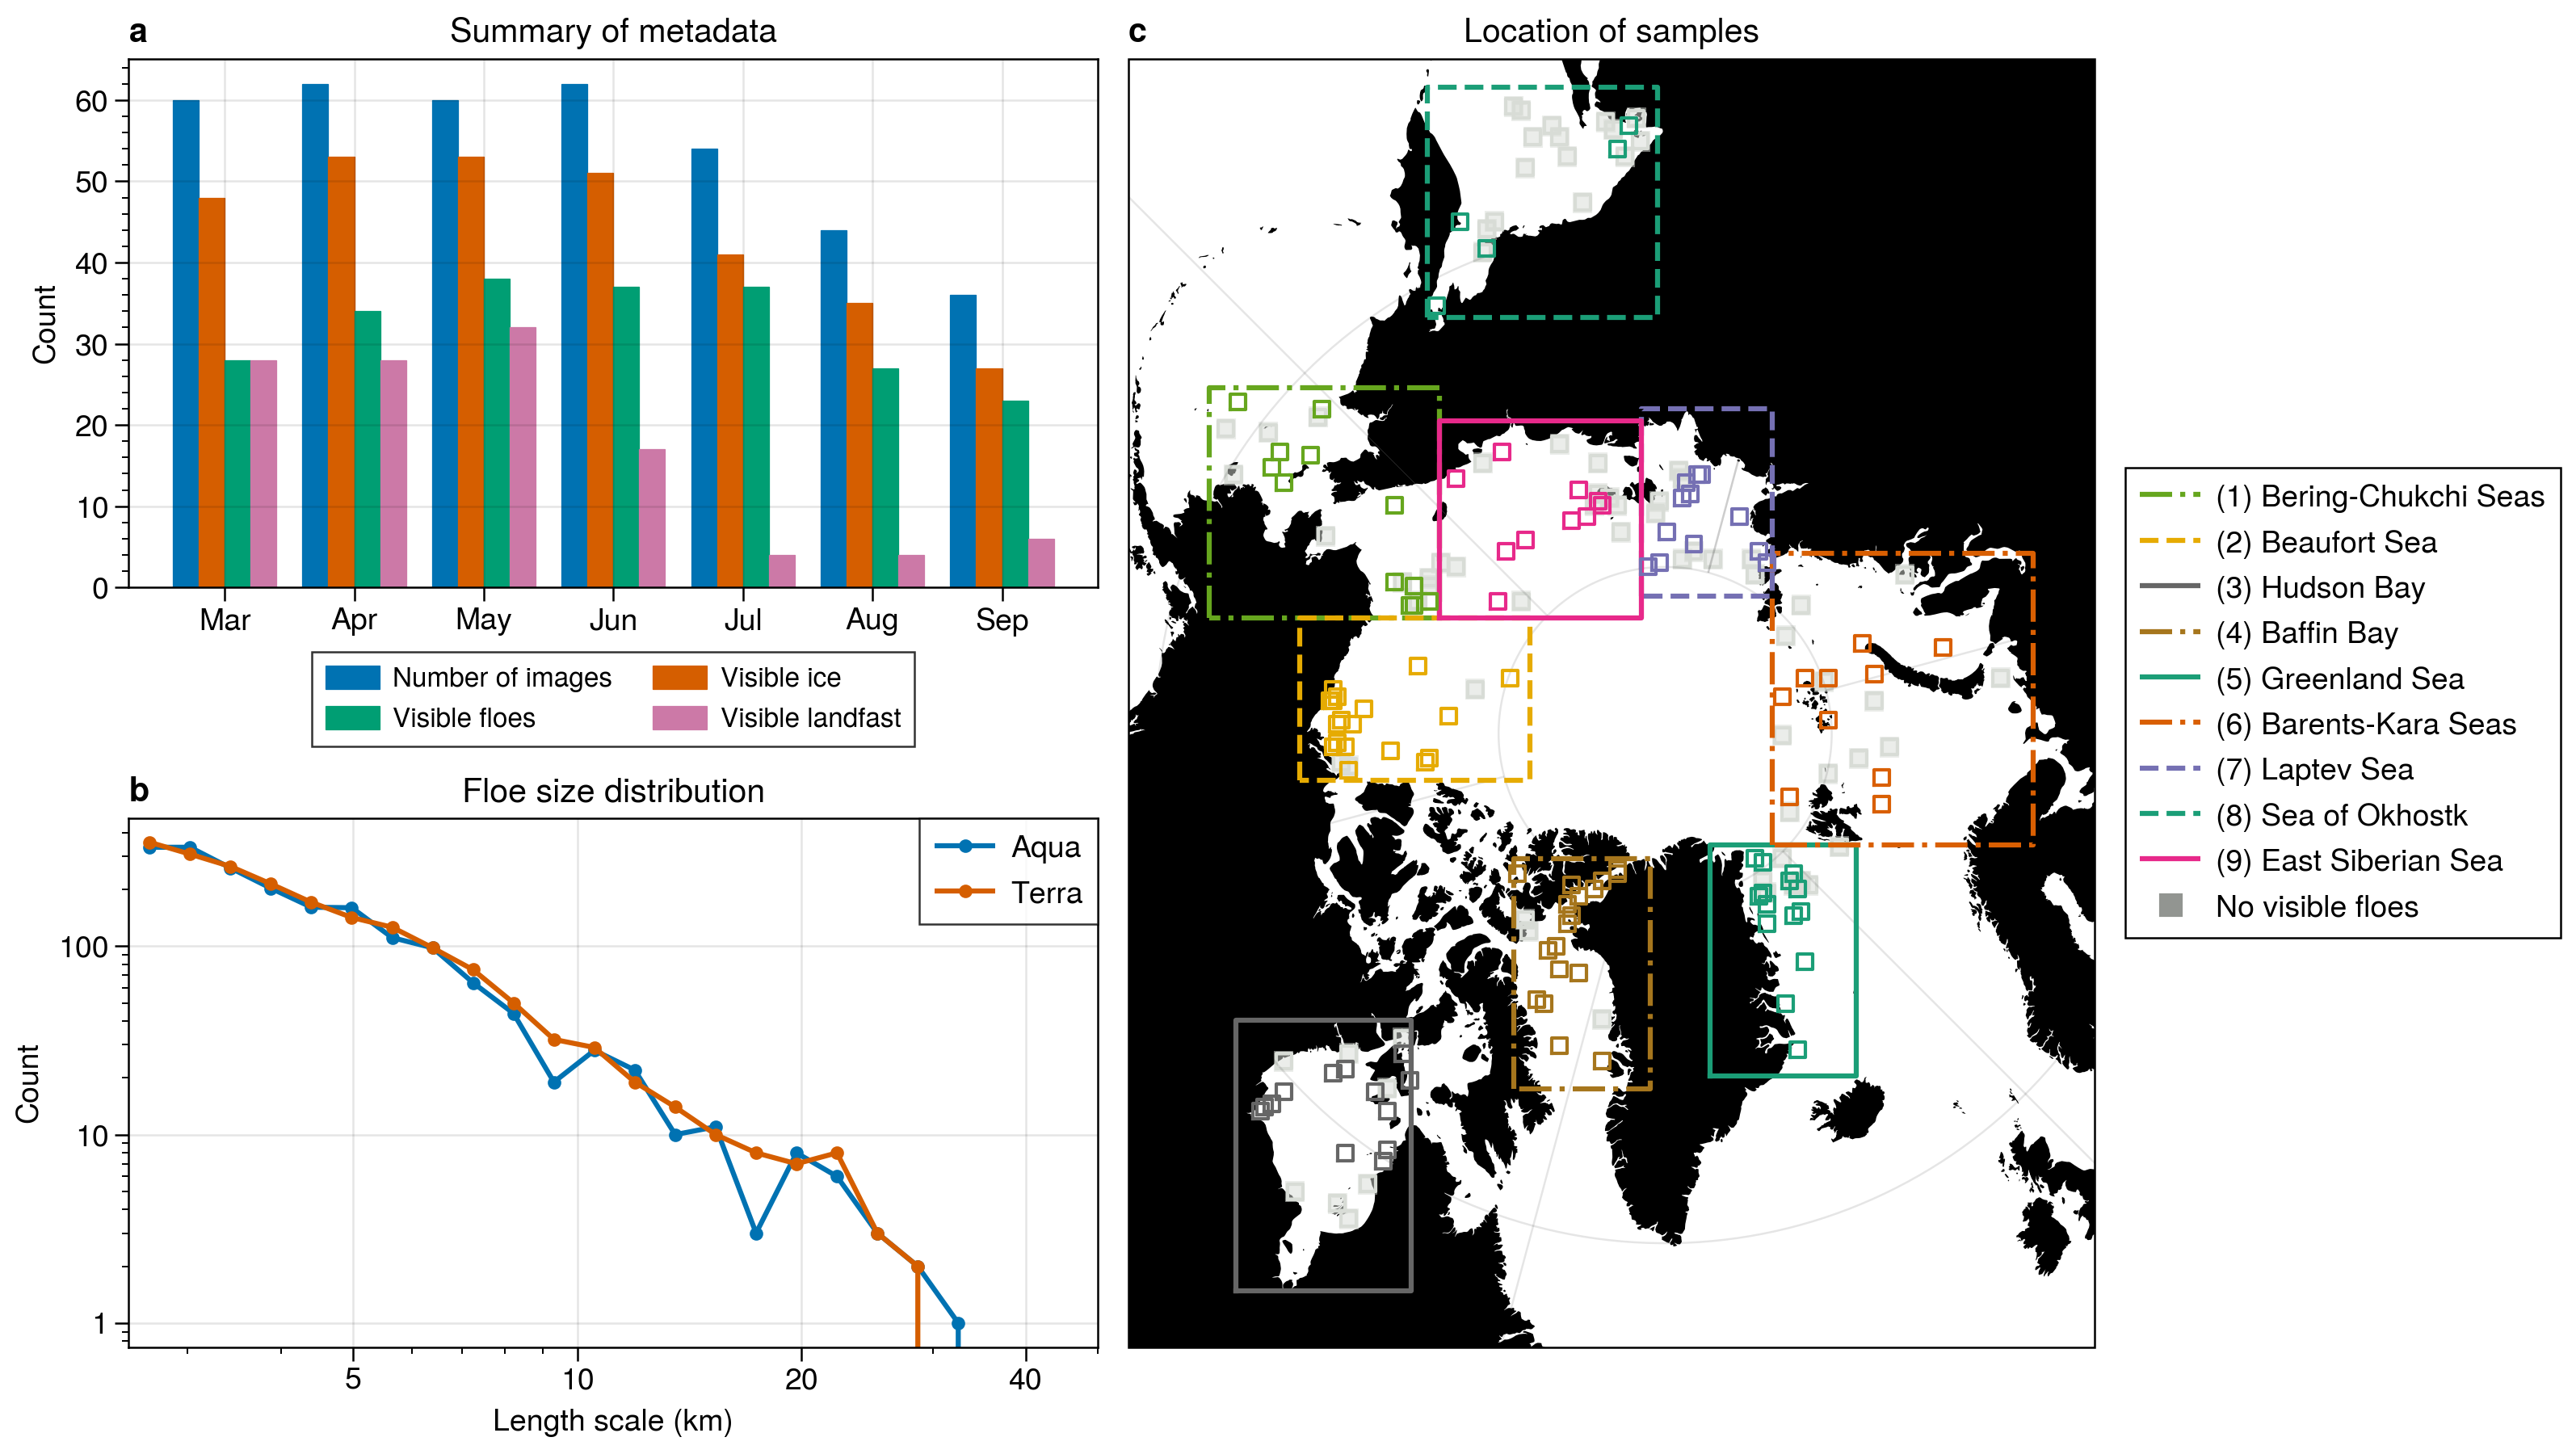 a Summary of metadata
Count
60
50
40
30
20
10
0
Mar Apr May Jun Jul Aug Sep
Number of images Visible ice
Visible floes Visible landfast
b Floe size distribution
Count
100
10
1
Aqua
Terra
5 10 20 40
Length scale (km)
c Location of samples
(1) Bering-Chukchi Seas
(2) Beaufort Sea
(3) Hudson Bay
(4) Baffin Bay
(5) Greenland Sea
(6) Barents-Kara Seas
(7) Laptev Sea
(8) Sea of Okhostk
(9) East Siberian Sea
No visible floes